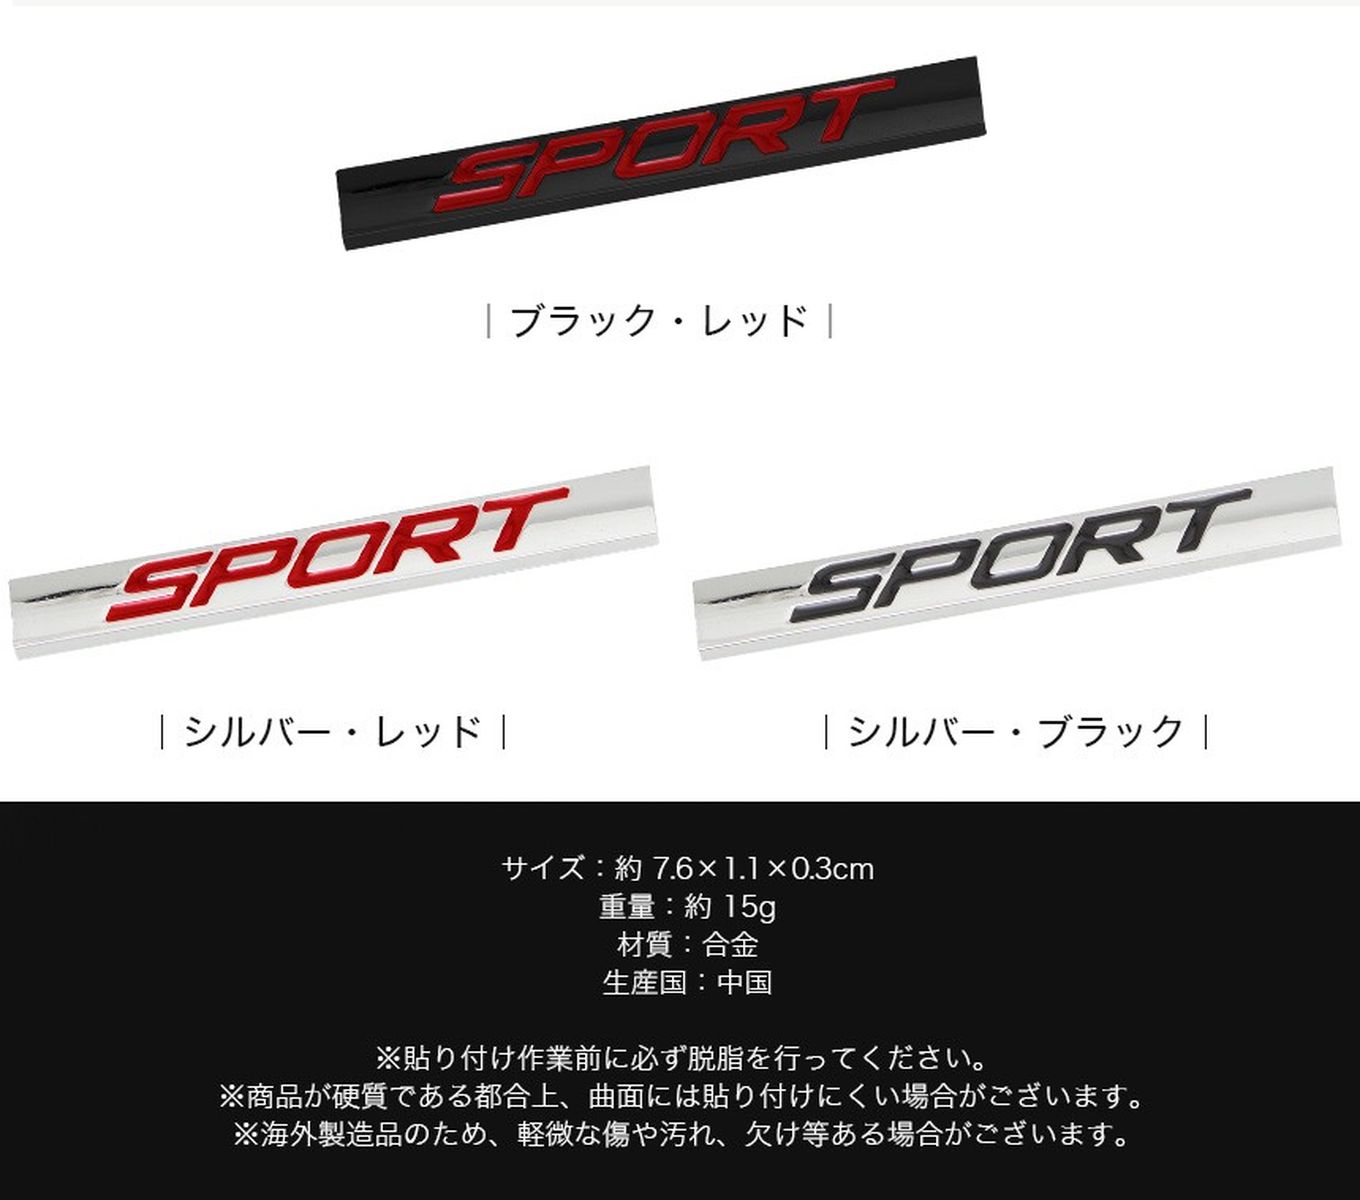 SPORT
｜ブラック・レッド｜
SPORT
SPORT
｜シルバー・レッド｜
｜シルバー・ブラック｜
サイズ：約 7.6×1.1×0.3cm
重量：約 15g
材質：合金
生産国：中国
※貼り付け作業前に必ず脱脂を行ってください。
※商品が硬質である都合上、曲面には貼り付けにくい場合がございます。
※海外製造品のため、軽微な傷や汚れ、欠け等ある場合がございます。